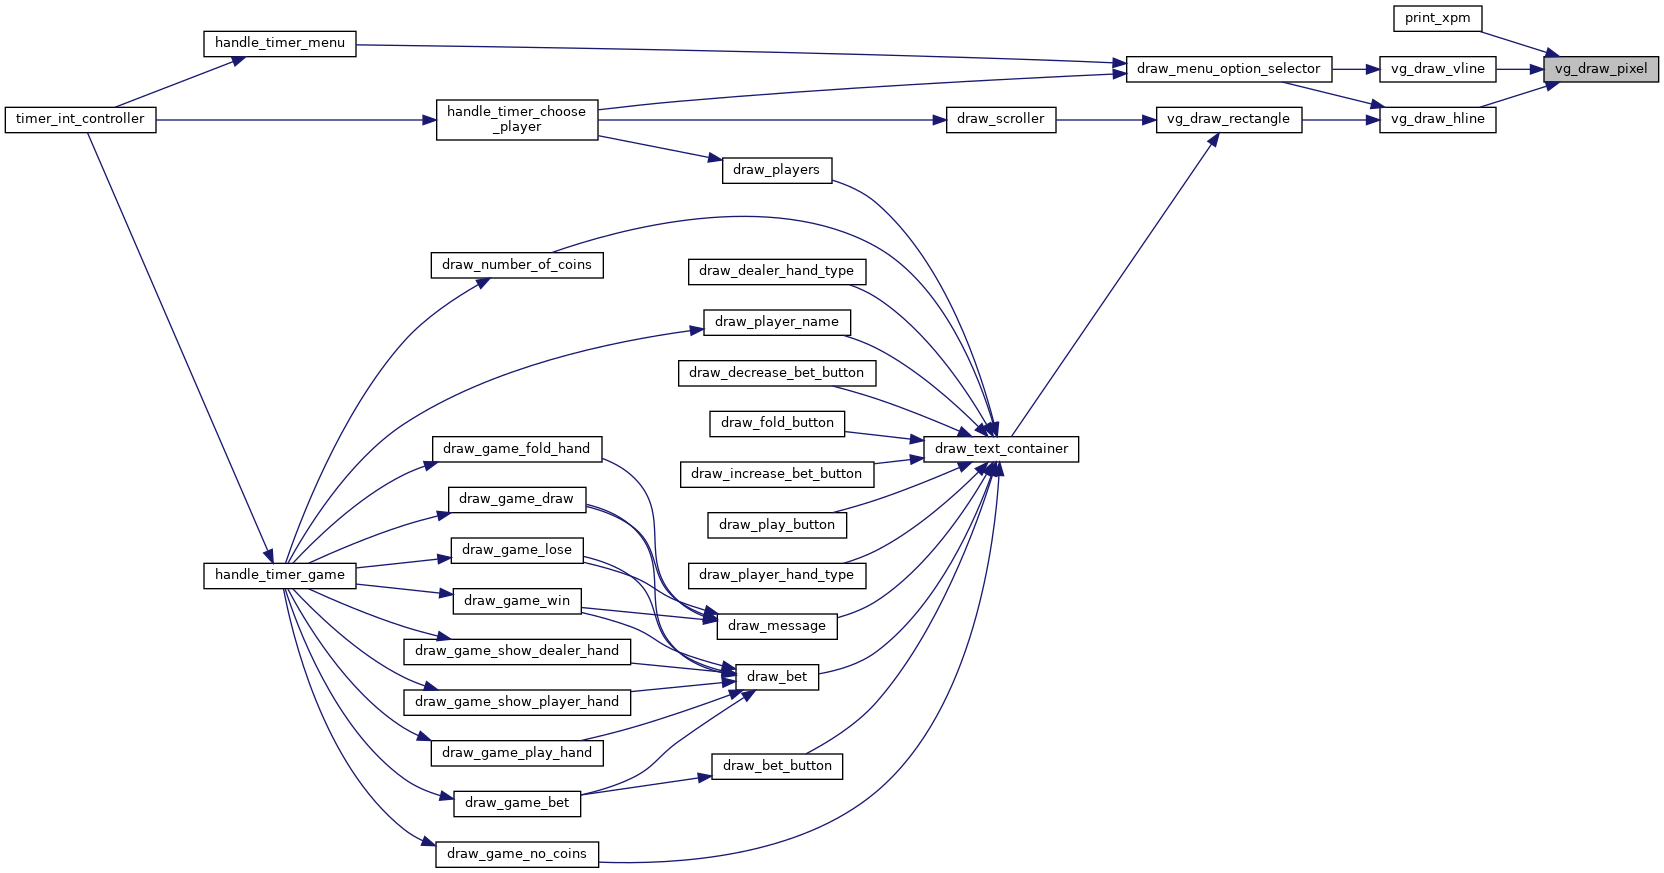 print_xpm
handle_timer_menu
draw_menu_option_selector
vg_draw_vline
vg_draw_pixel
timer_int_controller
handle_timer_choose
_player
draw_scroller
vg_draw_rectangle
vg_draw_hline
draw_players
draw_number_of_coins
draw_dealer_hand_type
draw_player_name
draw_decrease_bet_button
draw_fold_button
draw_game_fold_hand
draw_text_container
draw_increase_bet_button
draw_game_draw
draw_play_button
draw_game_lose
handle_timer_game
draw_player_hand_type
draw_game_win
draw_message
draw_game_show_dealer_hand
draw_bet
draw_game_show_player_hand
draw_game_play_hand
draw_bet_button
draw_game_bet
draw_game_no_coins